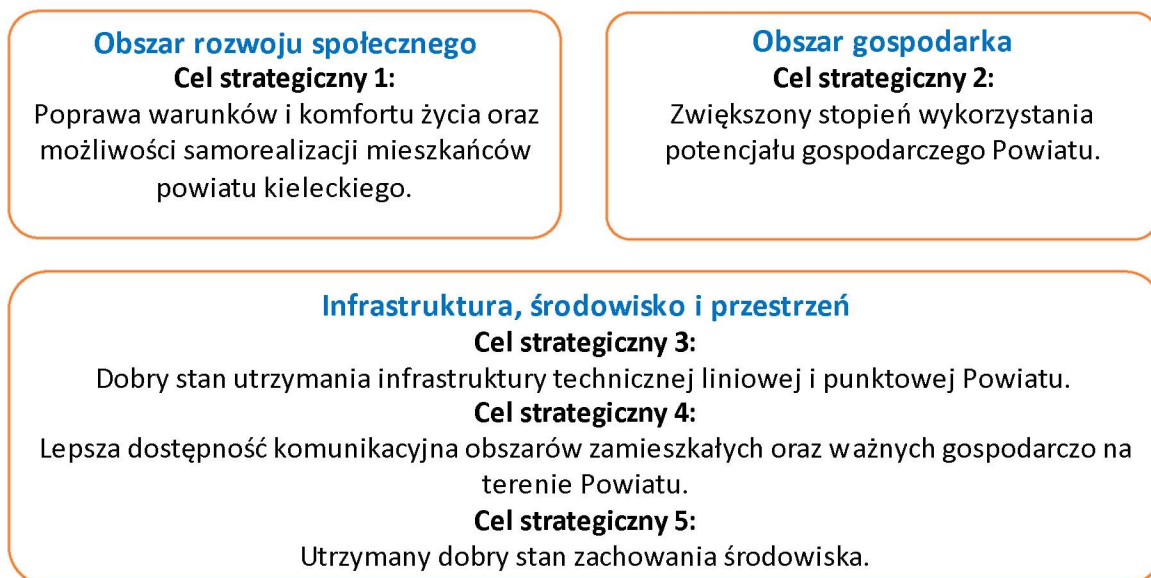 Obszar rozwoju społecznego
Cel strategiczny 1:
Poprawa warunków i komfortu życia oraz
możliwości samorealizacji mieszkańców
powiatu kieleckiego.
Obszar gospodarka
Cel strategiczny 2:
Zwiększony stopień wykorzystania
potencjału gospodarczego Powiatu.
Infrastruktura, środowisko i przestrzeń
Cel strategiczny 3:
Dobry stan utrzymania infrastruktury technicznej liniowej i punktowej Powiatu.
Cel strategiczny 4:
Lepsza dostępność komunikacyjna obszarów zamieszkałych oraz ważnych gospodarczo na
terenie Powiatu.
Cel strategiczny 5:
Utrzymany dobry stan zachowania środowiska.